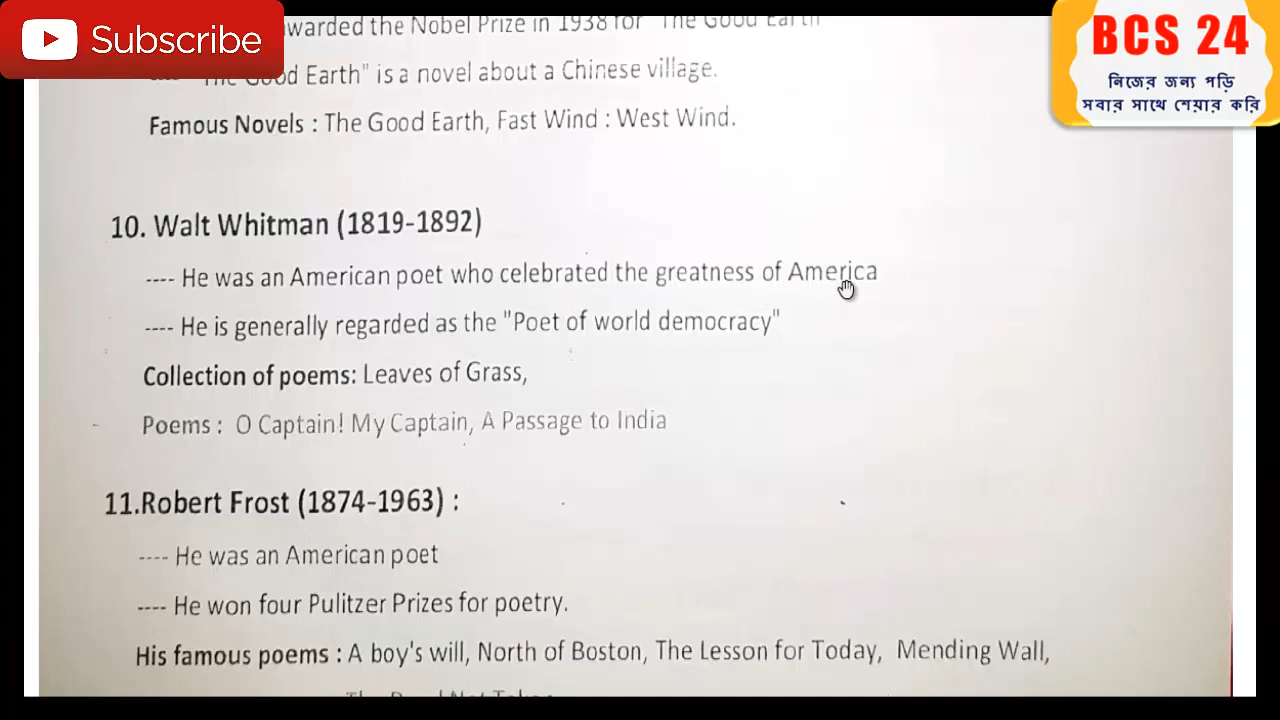 Subscribe
warded the Nobel Prize in 1938 for "The Good Earth
BCS 24
নিজের জন্য পড়ি
সবার সাথে শেয়ার করি
---- "The Good Earth" is a novel about a Chinese village.
Famous Novels : The Good Earth, Fast Wind : West Wind.
10. Walt Whitman (1819-1892)
---- He was an American poet who celebrated the greatness of America
---- He is generally regarded as the "Poet of world democracy"
Collection of poems: Leaves of Grass,
Poems : O Captain! My Captain, A Passage to India
11.Robert Frost (1874-1963) :
---- He was an American poet
---- He won four Pulitzer Prizes for poetry.
His famous poems : A boy's will, North of Boston, The Lesson for Today, Mending Wall,